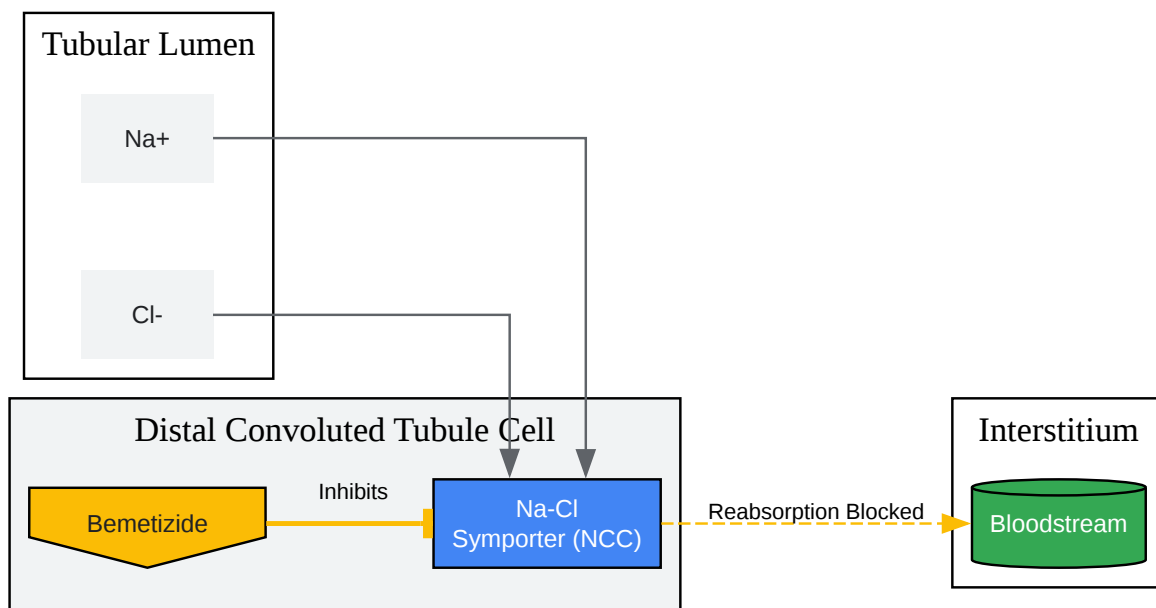 Tubular Lumen
Na+
Cl-
Distal Convoluted Tubule Cell
Interstitium
Inhibits
Bemetizide
Na-Cl
Symporter (NCC)
Reabsorption Blocked
Bloodstream